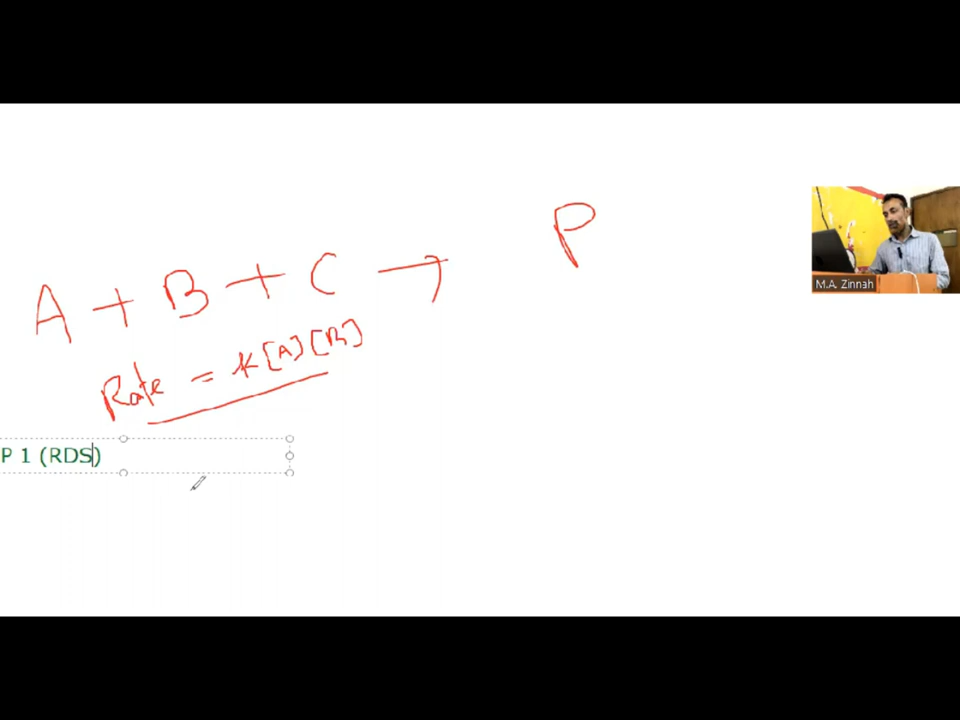 A + B + C → P
Rate = k[A][B]
P 1 (RDS)
M.A. Zinnah